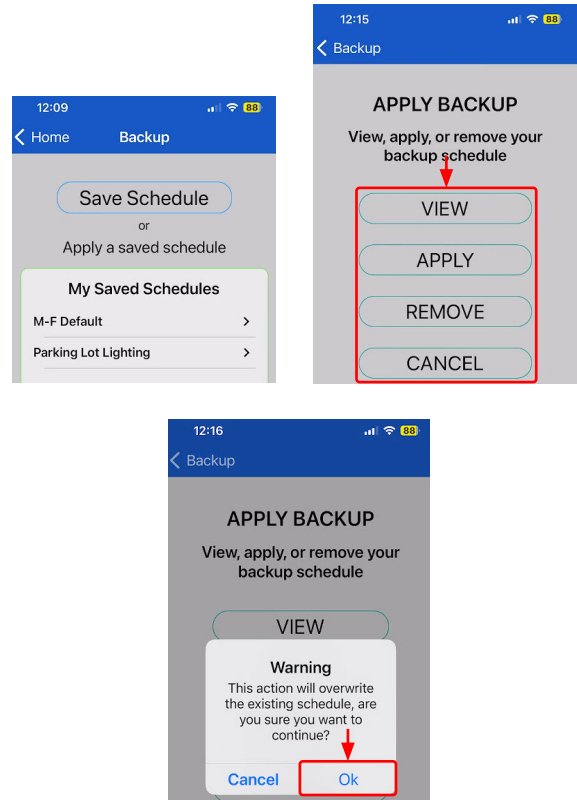 12:09
88
Home Backup
Save Schedule
or
Apply a saved schedule
My Saved Schedules
M-F Default
Parking Lot Lighting
12:15
88
Backup
APPLY BACKUP
View, apply, or remove your
backup schedule
VIEW
APPLY
REMOVE
CANCEL
12:16
88
Backup
APPLY BACKUP
View, apply, or remove your
backup schedule
VIEW
Warning
This action will overwrite
the existing schedule, are
you sure you want to
continue?
Cancel Ok